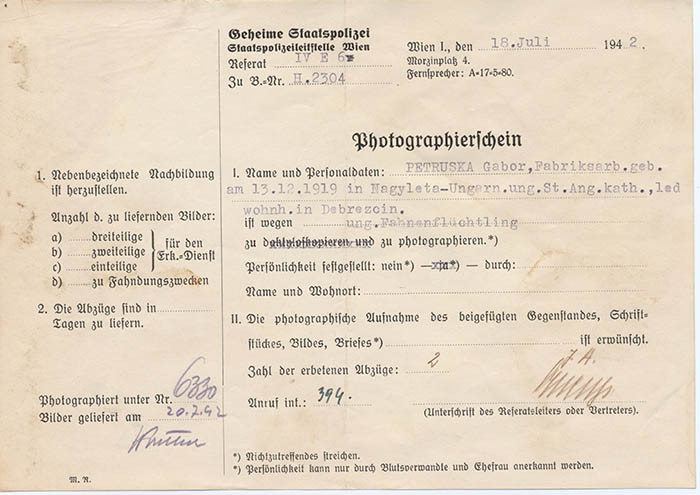 Geheime Staatspolizei
Staatspolizeileitstelle Wien
Referat IV E 6
Zu B.-Nr. H.2304
Wien I., den 18.Juli 1942.
Morzinplatz 4.
Fernsprecher: A-17-5-80.
Photographierschein
1. Nebenbezeichnete Nachbildung
ist herzustellen.
Anzahl d. zu liefernden Bilder:
a) dreiteilige
b) zweiteilige
c) einteilige
für den
Erk.-Dienst
d) zu Fahndungszwecken
2. Die Abzüge sind in
Tagen zu liefern.
Photographiert unter Nr. 6330
Bilder geliefert am 20.7.42
M. R.
I. Name und Personaldaten: PETRUSKA Gabor,Fabriksarb.geb.
am 13.12.1919 in Nagyleta-Ungarn.ung.St.Ang.kath.,led
wohnh.in Debrezcin.
ist wegen ung.Fahnenflüchtling
zu daktyloskopieren und zu photographieren.*)
Persönlichkeit festgestellt: nein*) — ja*) — durch:
Name und Wohnort:
II. Die photographische Aufnahme des beigefügten Gegenstandes, Schrift-
stückes, Bildes, Briefes*) ist erwünscht.
Zahl der erbetenen Abzüge: 2
J. A.
Anruf int.: 394.
(Unterschrift des Referatsleiters oder Vertreters).
*) Nichtzutreffendes streichen.
*) Persönlichkeit kann nur durch Blutsverwandte und Ehefrau anerkannt werden.